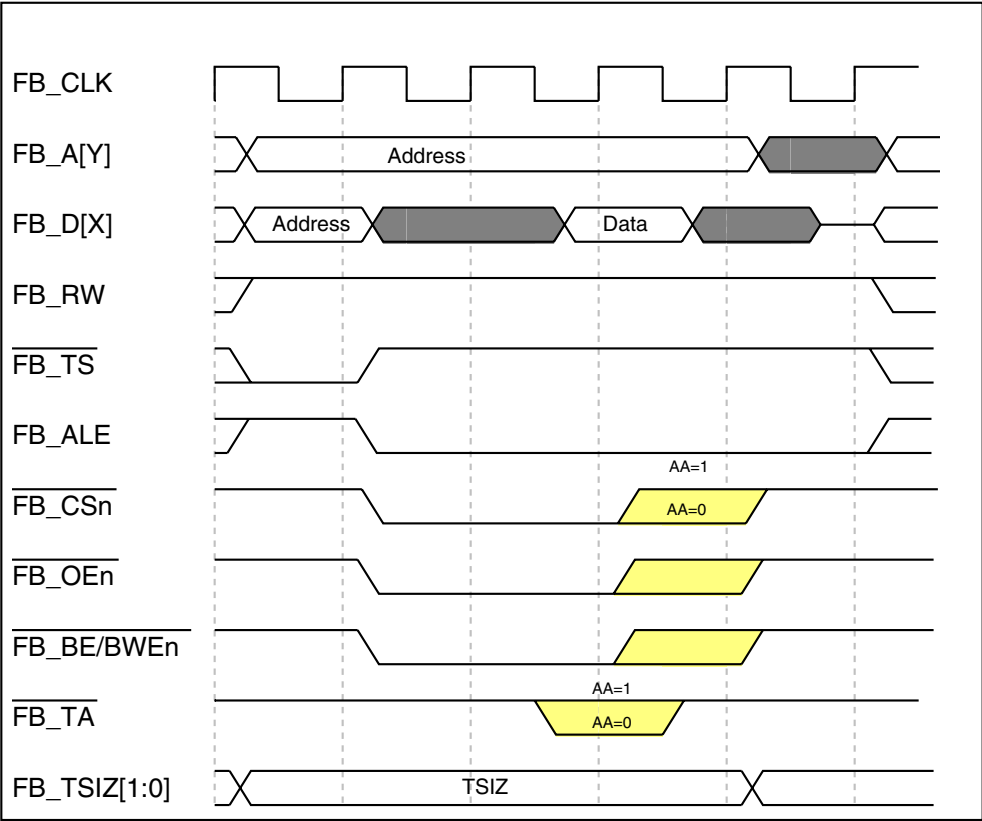 FB_CLK
FB_A[Y]
Address
FB_D[X]
Address
Data
FB_RW
FB_TS
FB_ALE
AA=1
FB_CSn
AA=0
FB_OEn
FB_BE/BWEn
AA=1
FB_TA
AA=0
FB_TSIZ[1:0]
TSIZ